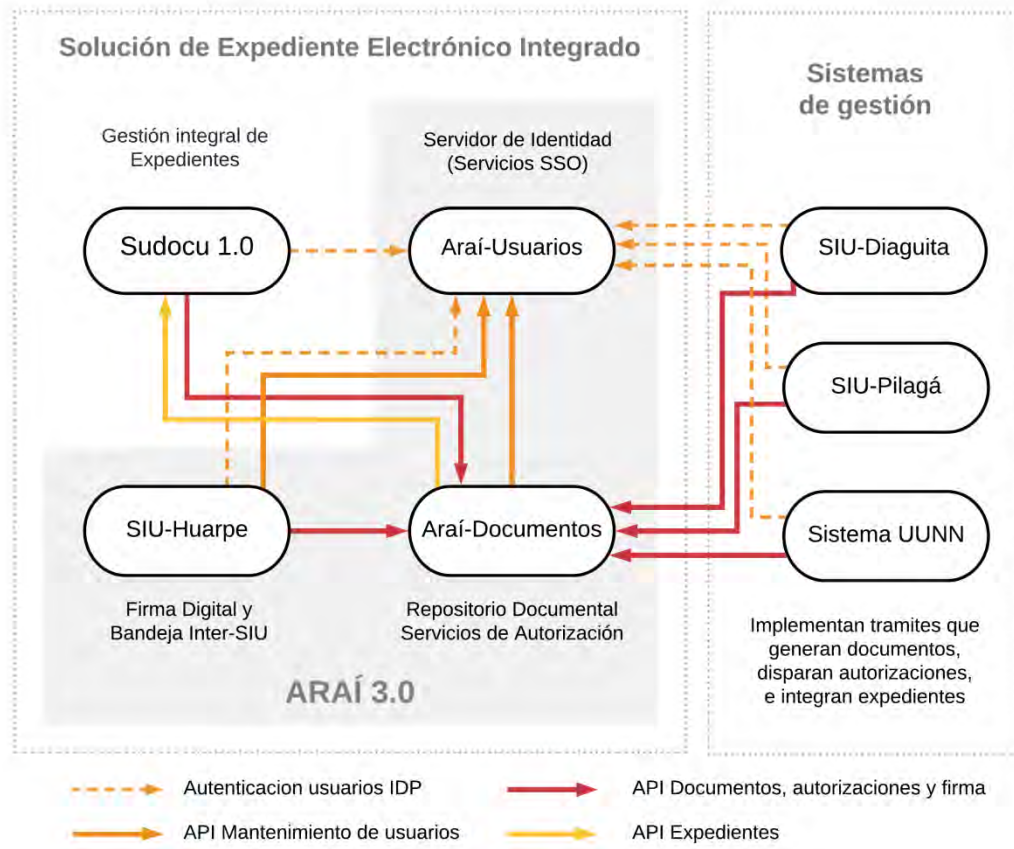 Solución de Expediente Electrónico Integrado
Sistemas
de gestión
Gestión integral de
Expedientes
Servidor de Identidad
(Servicios SSO)
Sudocu 1.0
Araí-Usuarios
SIU-Diaguita
SIU-Pilagá
SIU-Huarpe
Araí-Documentos
Sistema UUNN
Firma Digital y
Bandeja Inter-SIU
Repositorio Documental
Servicios de Autorización
Implementan tramites que
generan documentos,
disparan autorizaciones,
e integran expedientes
ARAÍ 3.0
Autenticacion usuarios IDP
API Documentos, autorizaciones y firma
API Mantenimiento de usuarios
API Expedientes